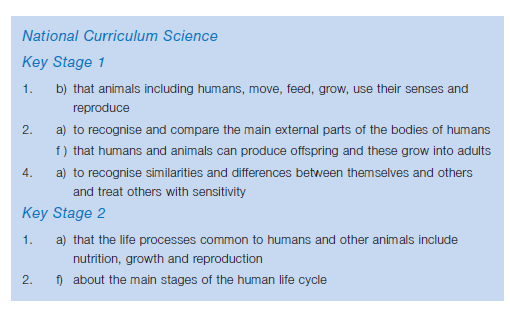 National Curriculum Science
Key Stage 1
1. b) that animals including humans, move, feed, grow, use their senses and
reproduce
2. a) to recognise and compare the main external parts of the bodies of humans
f ) that humans and animals can produce offspring and these grow into adults
4. a) to recognise similarities and differences between themselves and others
and treat others with sensitivity
Key Stage 2
1. a) that the life processes common to humans and other animals include
nutrition, growth and reproduction
2. f) about the main stages of the human life cycle